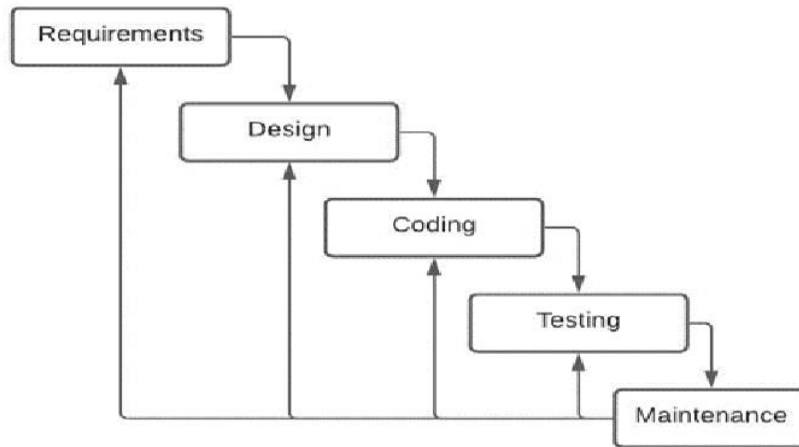 Requirements
Design
Coding
Testing
Maintenance